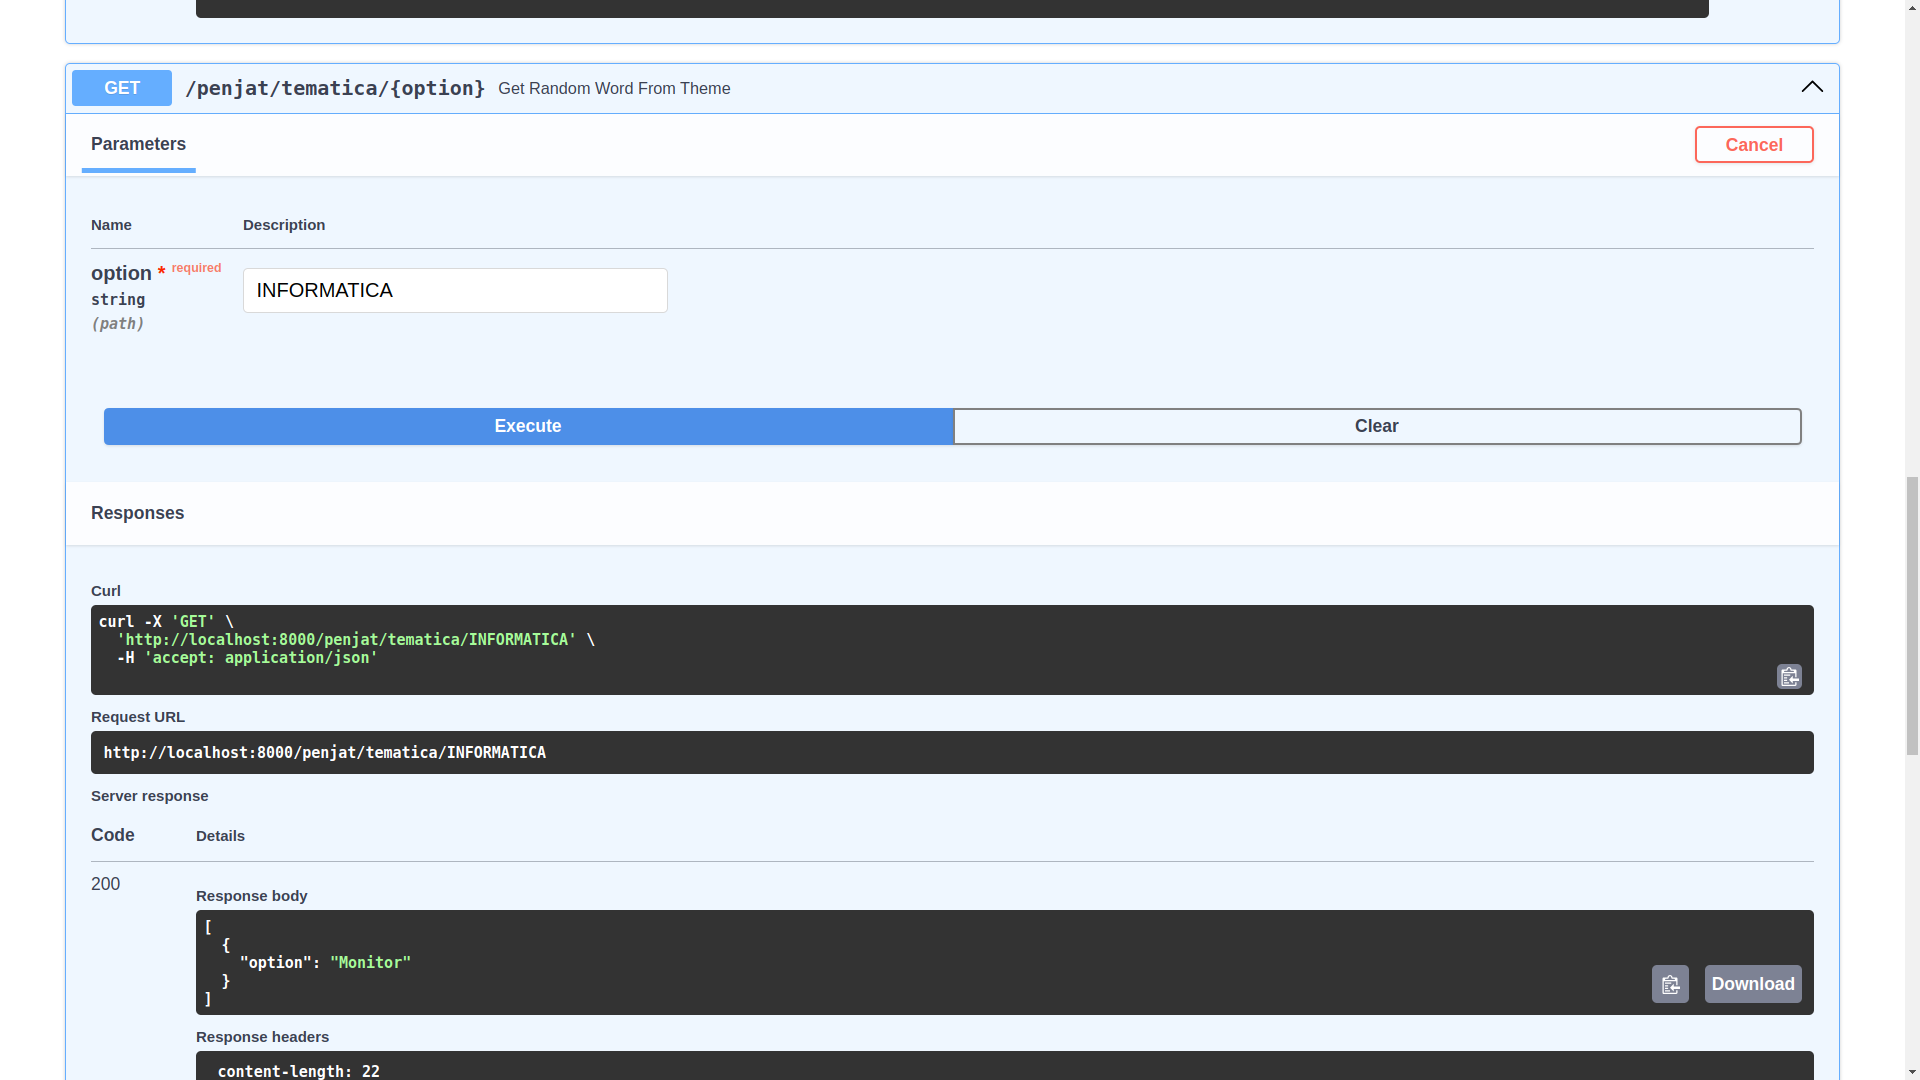 GET /penjat/tematica/{option} Get Random Word From Theme
Parameters
Cancel
Name Description
option * required
string
(path)
INFORMATICA
Execute
Clear
Responses
Curl
curl -X 'GET' \
'http://localhost:8000/penjat/tematica/INFORMATICA' \
-H 'accept: application/json'
Request URL
http://localhost:8000/penjat/tematica/INFORMATICA
Server response
Code Details
200
Response body
[
{
"option": "Monitor"
}
]
Download
Response headers
content-length: 22